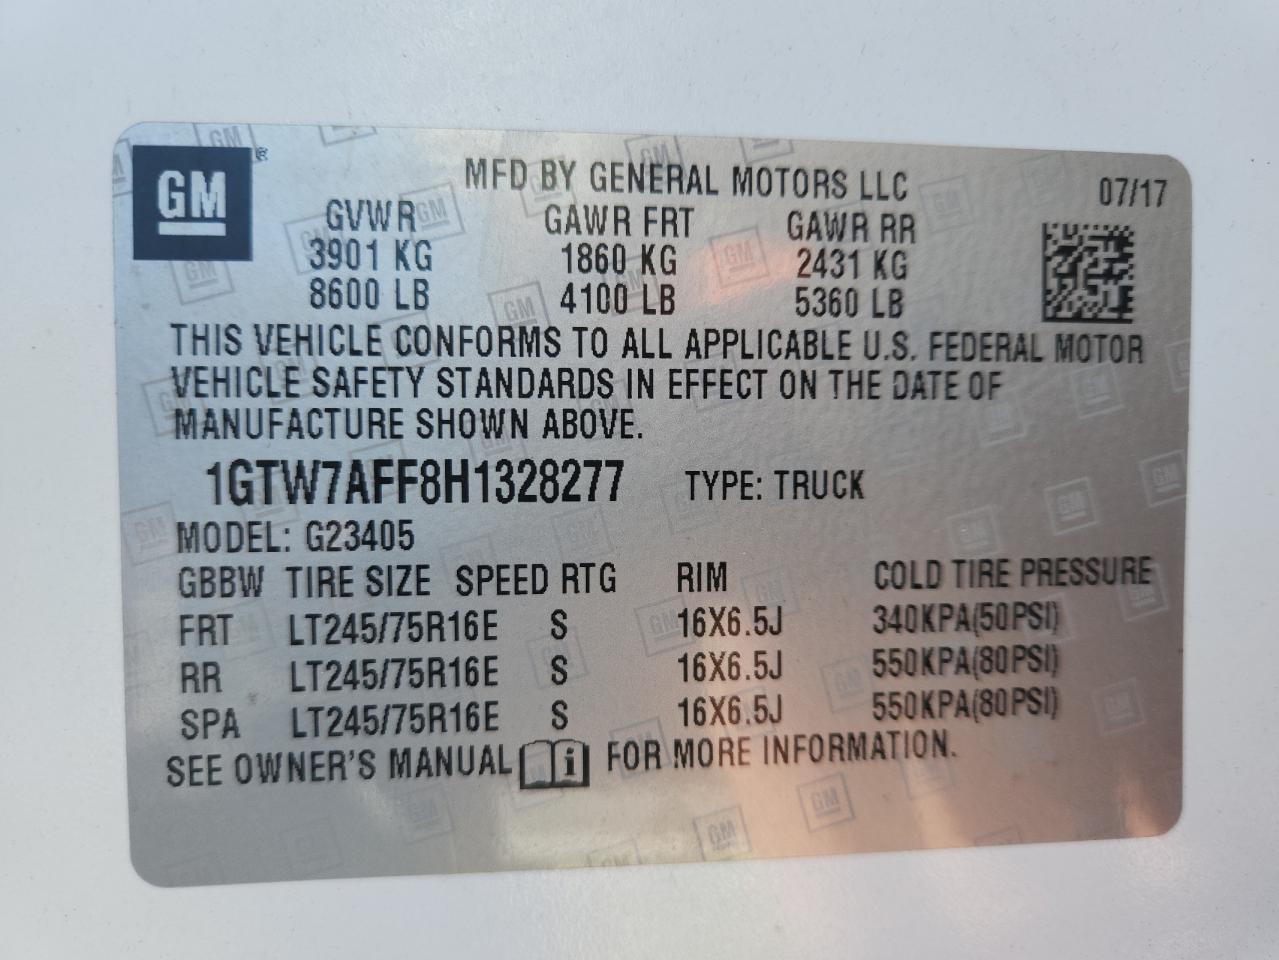 GM ®
MFD BY GENERAL MOTORS LLC 07/17
GVWR GAWR FRT GAWR RR
3901 KG 1860 KG 2431 KG
8600 LB 4100 LB 5360 LB
THIS VEHICLE CONFORMS TO ALL APPLICABLE U.S. FEDERAL MOTOR
VEHICLE SAFETY STANDARDS IN EFFECT ON THE DATE OF
MANUFACTURE SHOWN ABOVE.
1GTW7AFF8H1328277 TYPE: TRUCK
MODEL: G23405
GBBW TIRE SIZE SPEED RTG RIM COLD TIRE PRESSURE
FRT LT245/75R16E S 16X6.5J 340KPA(50PSI)
RR LT245/75R16E S 16X6.5J 550KPA(80PSI)
SPA LT245/75R16E S 16X6.5J 550KPA(80PSI)
SEE OWNER'S MANUAL i FOR MORE INFORMATION.